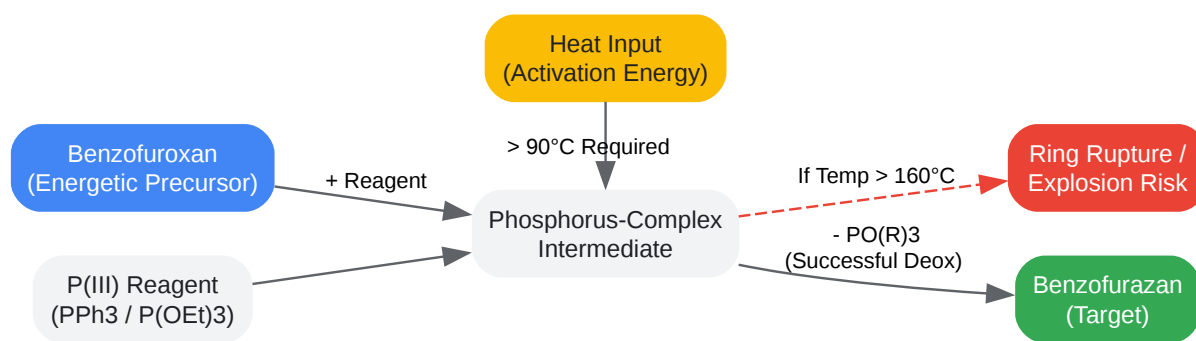 Heat Input
(Activation Energy)
> 90°C Required
Benzofuroxan
(Energetic Precursor)
+ Reagent
P(III) Reagent
(PPh3 / P(OEt)3)
Phosphorus-Complex
Intermediate
If Temp > 160°C
Ring Rupture /
Explosion Risk
- PO(R)3
(Successful Deox)
Benzofurazan
(Target)